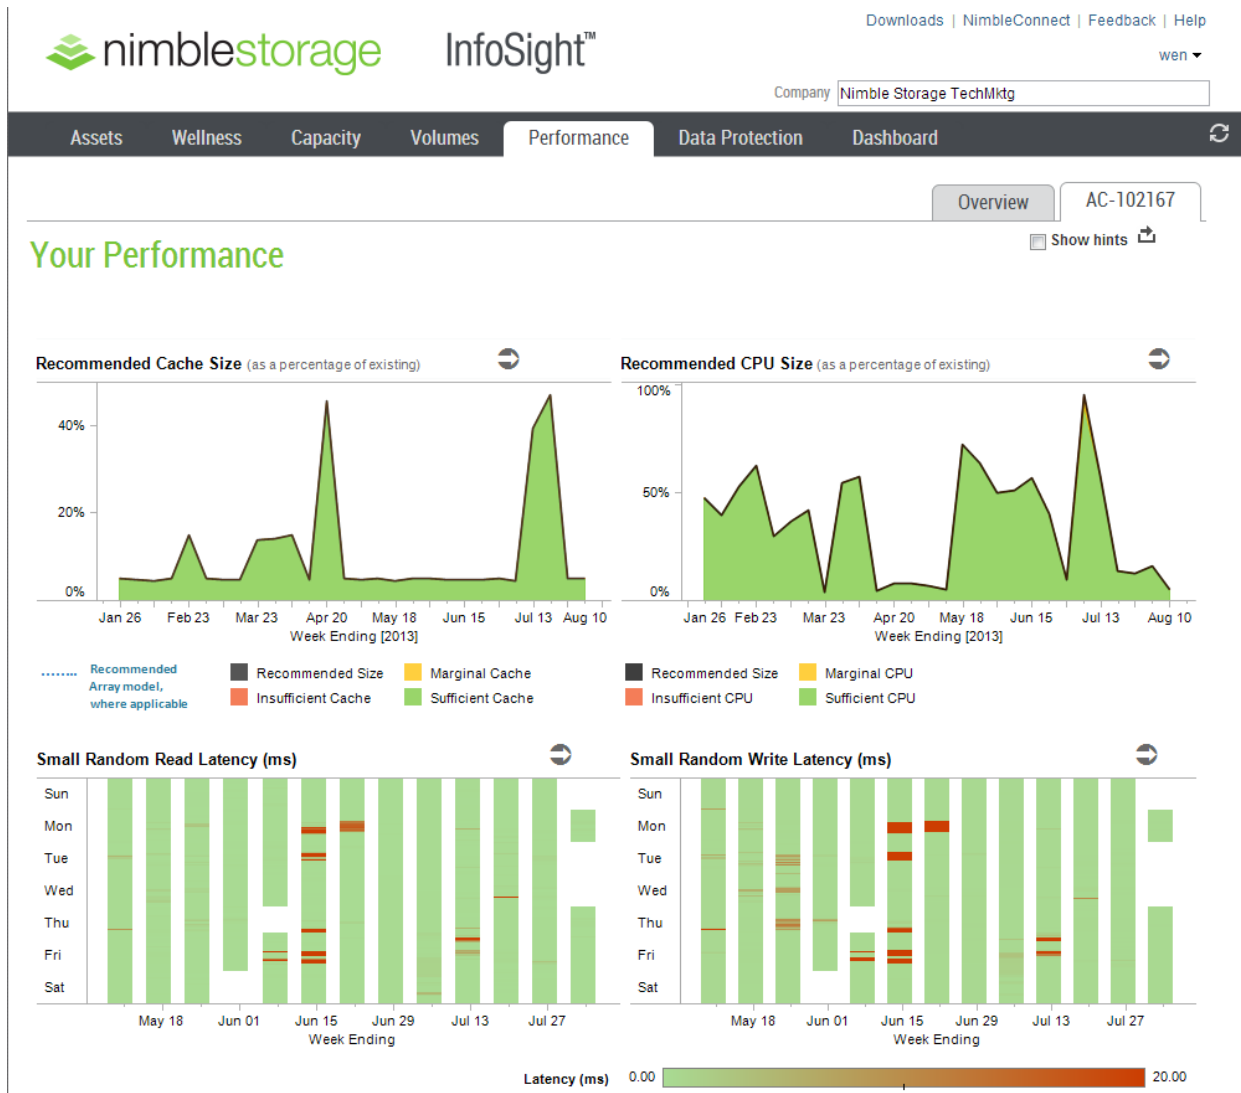 Downloads | NimbleConnect | Feedback | Help
nimblestorage InfoSight™
wen
Company Nimble Storage TechMktg
Assets Wellness Capacity Volumes Performance Data Protection Dashboard
Overview AC-102167
Show hints
Your Performance
Recommended Cache Size (as a percentage of existing)
40%
20%
0%
Jan 26 Feb 23 Mar 23 Apr 20 May 18 Jun 15 Jul 13 Aug 10
Week Ending [2013]
Recommended Array model, where applicable
Recommended Size Marginal Cache
Insufficient Cache Sufficient Cache
Recommended CPU Size (as a percentage of existing)
100%
50%
0%
Jan 26 Feb 23 Mar 23 Apr 20 May 18 Jun 15 Jul 13 Aug 10
Week Ending [2013]
Recommended Size Marginal CPU
Insufficient CPU Sufficient CPU
Small Random Read Latency (ms)
Sun
Mon
Tue
Wed
Thu
Fri
Sat
May 18 Jun 01 Jun 15 Jun 29 Jul 13 Jul 27
Week Ending
Small Random Write Latency (ms)
Sun
Mon
Tue
Wed
Thu
Fri
Sat
May 18 Jun 01 Jun 15 Jun 29 Jul 13 Jul 27
Week Ending
Latency (ms) 0.00 20.00